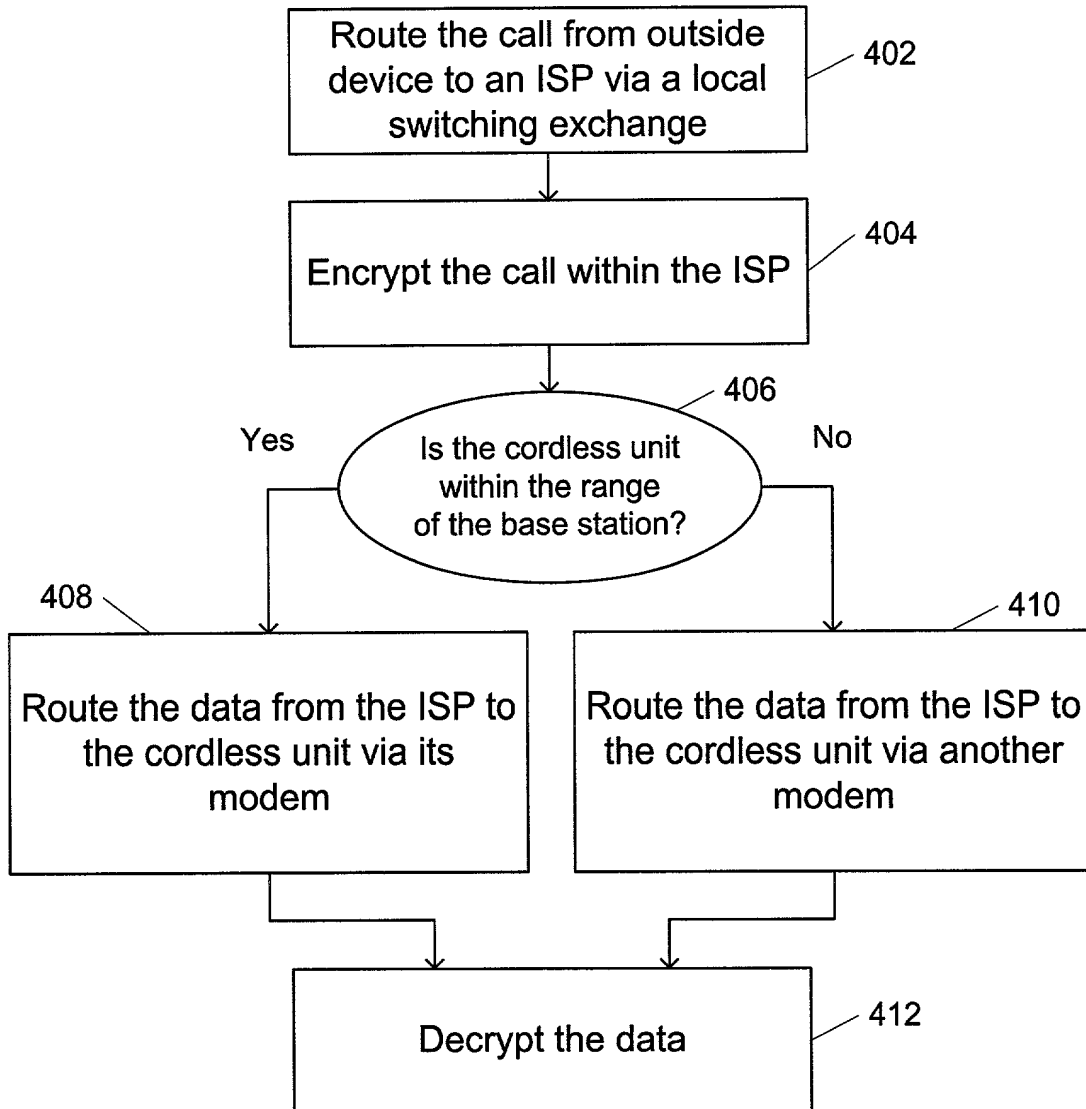 Route the call from outside
device to an ISP via a local
switching exchange
402
Encrypt the call within the ISP
404
406
Yes
Is the cordless unit
within the range
of the base station?
No
408
Route the data from the ISP to
the cordless unit via its
modem
410
Route the data from the ISP to
the cordless unit via another
modem
Decrypt the data
412